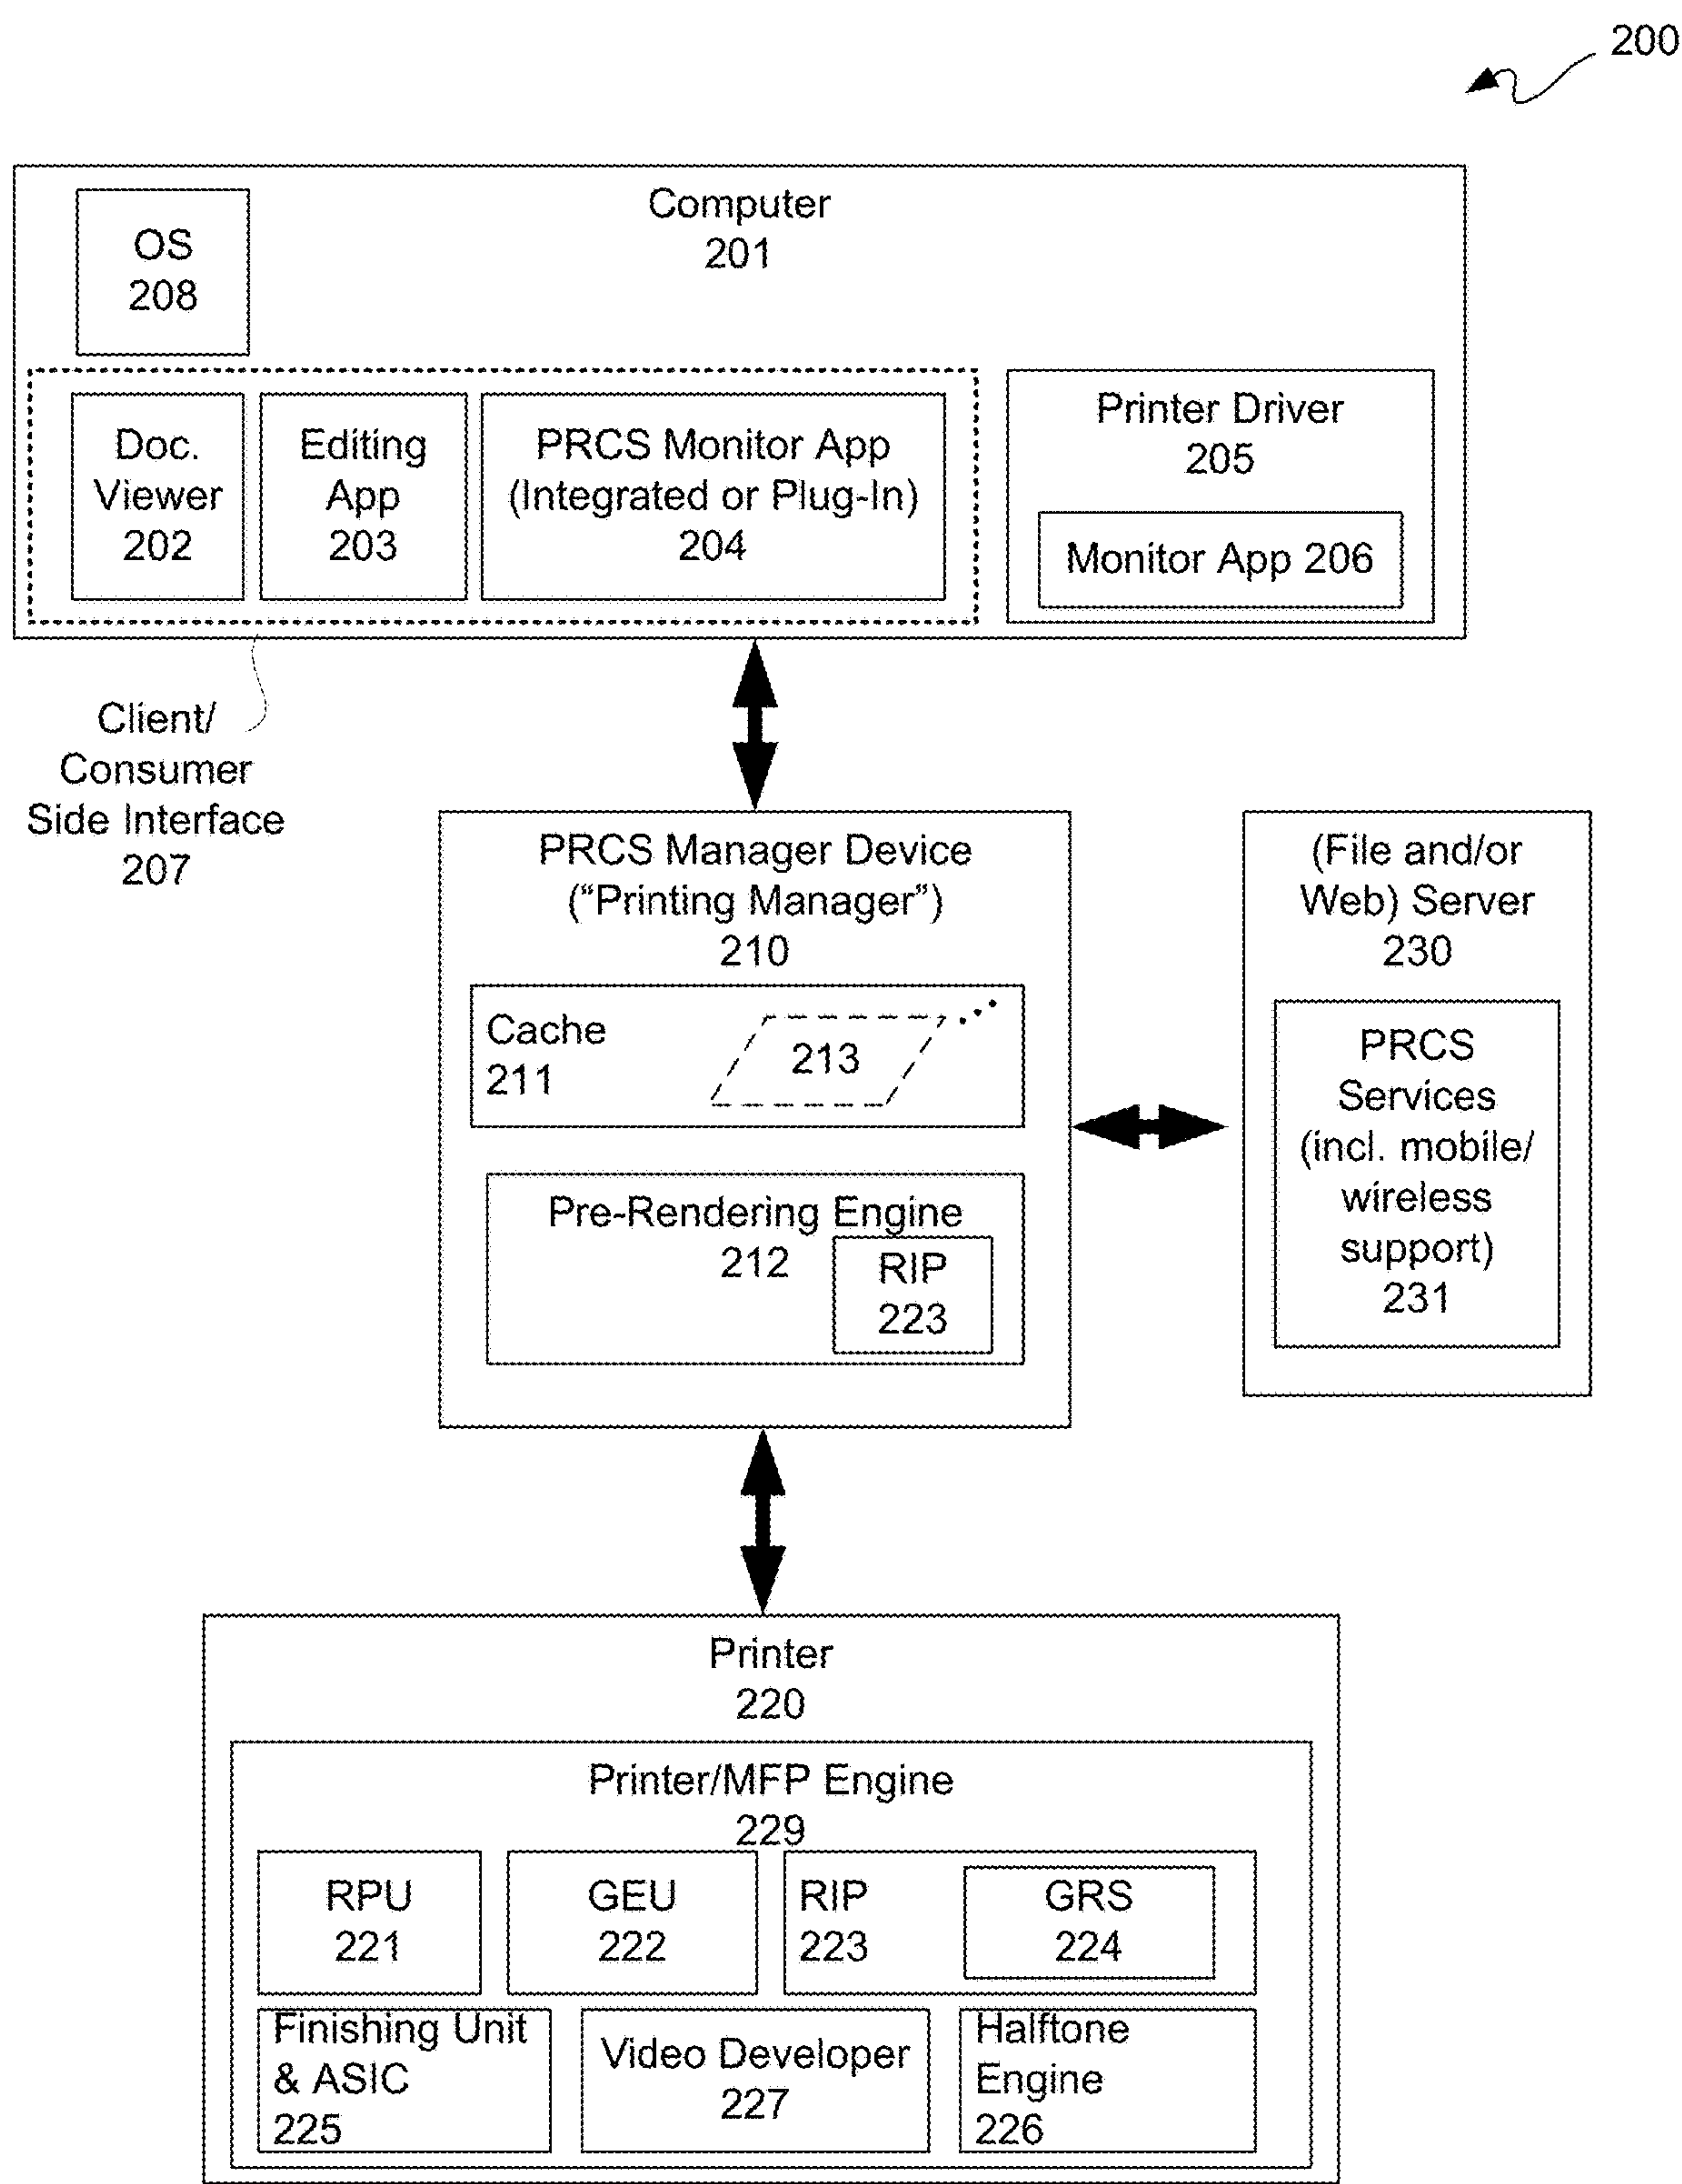 200
Computer
201
OS
208
Doc.
Viewer
202
Editing
App
203
PRCS Monitor App
(Integrated or Plug-In)
204
Printer Driver
205
Monitor App 206
Client/
Consumer
Side Interface
207
PRCS Manager Device
(“Printing Manager”)
210
Cache
211
213
Pre-Rendering Engine
212
RIP
223
(File and/or
Web) Server
230
PRCS
Services
(incl. mobile/
wireless
support)
231
Printer
220
Printer/MFP Engine
229
RPU
221
GEU
222
RIP
223
GRS
224
Finishing Unit
& ASIC
225
Video Developer
227
Halftone
Engine
226